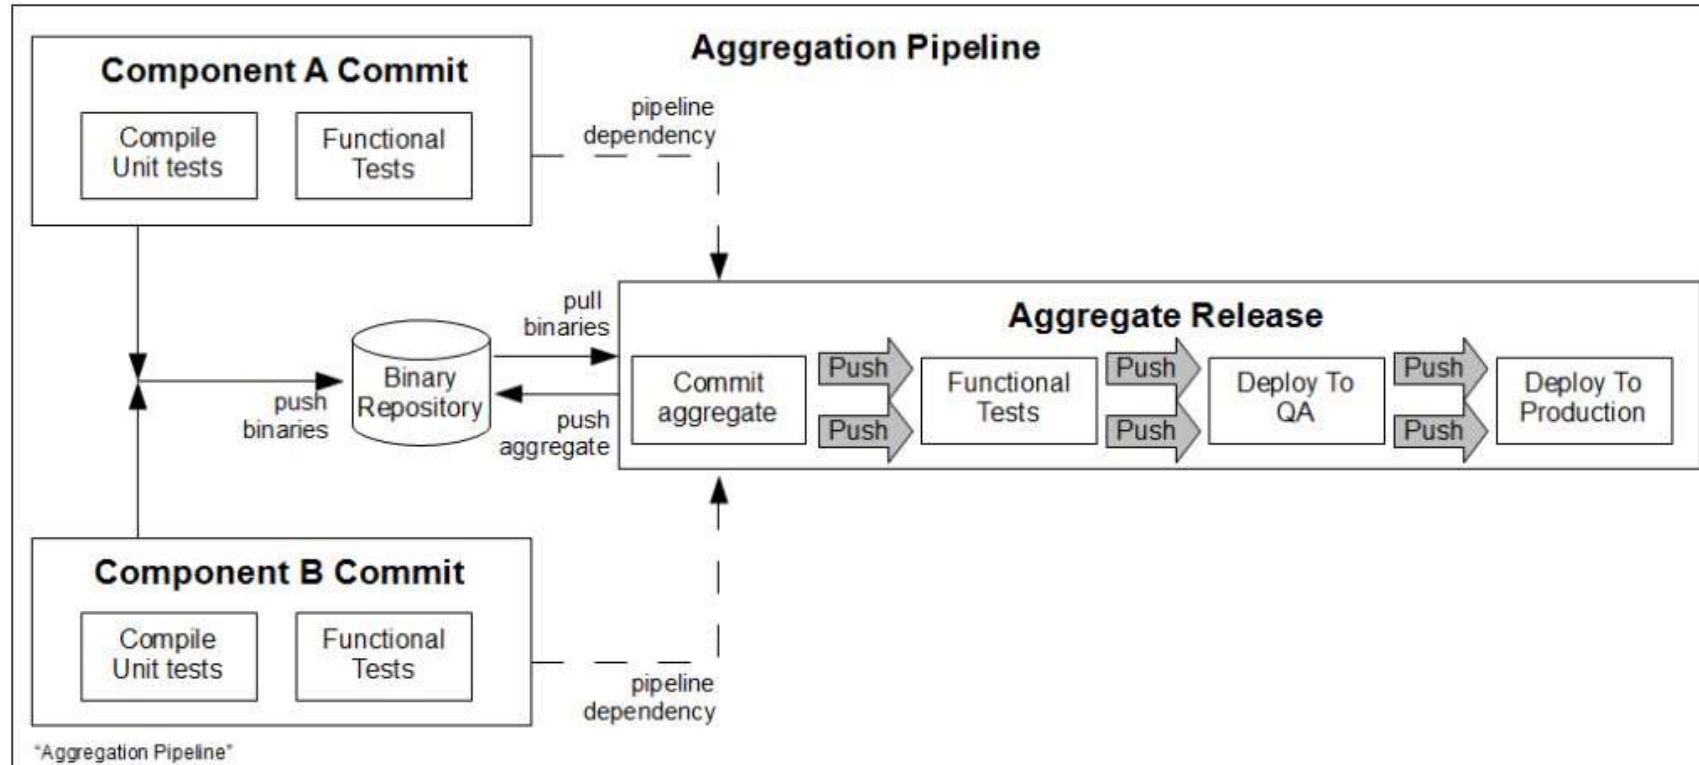 Aggregation Pipeline
Component A Commit
Compile
Unit tests
Functional
Tests
pipeline
dependency
pull
binaries
Binary
Repository
push
binaries
push
aggregate
Aggregate Release
Commit
aggregate
Push
Push
Functional
Tests
Push
Push
Deploy To
QA
Push
Push
Deploy To
Production
Component B Commit
Compile
Unit tests
Functional
Tests
pipeline
dependency
"Aggregation Pipeline"